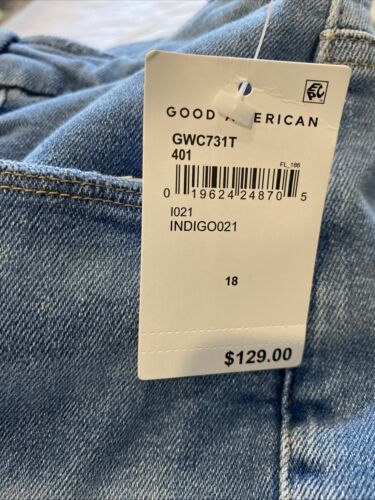 GOOD AMERICAN
GWC731T
401
FL_186
0 19624 24870 5
I021
INDIGO021
18
$129.00